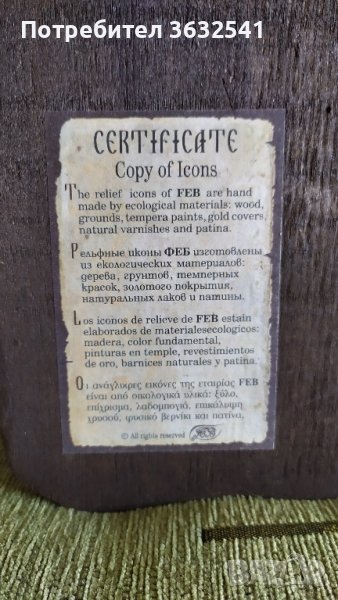 Потребител 3632541
CERTIFICATE
Copy of Icons
The relief icons of FEB are hand
made by ecological materials: wood,
grounds, tempera paints, gold covers,
natural varnishes and patina.
Рельфные иконы ФЕБ изготовлены
из екологических материалов:
дерева, грунтов, темперных
красок, золотого покрытия,
натуральных лаков и патины.
Los iconos de relieve de FEB estain
elaborados de materialesecologicos:
madera, color fundamental,
pinturas en temple, revestimientos
de oro, barnices naturales y patina.
Οι ανάγλυφες εικόνες της εταιρίας FEB
είναι από οικολογικά υλικά: ξύλο,
επίχρισμα, λαδομπογιά, επικάλυψη
χρυσού, φυσικό βερνίκι και πατίνα.
© All rights reserved